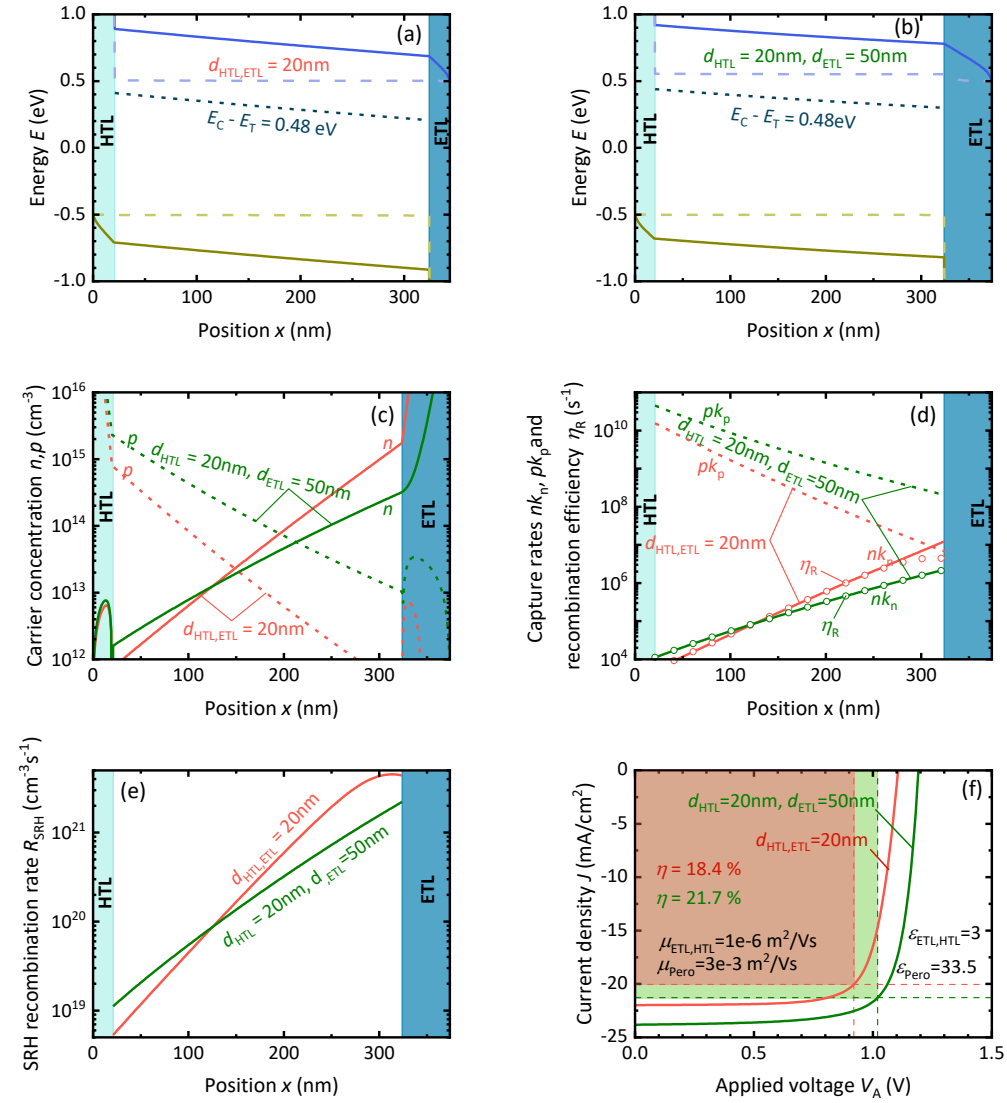 (a)
d_HTL,ETL = 20nm
E_C - E_T = 0.48 eV
HTL
ETL
Energy E (eV)
1.0
0.5
0.0
-0.5
-1.0
0 100 200 300
Position x (nm)
(b)
d_HTL = 20nm, d_ETL = 50nm
E_C - E_T = 0.48eV
HTL
ETL
Energy E (eV)
1.0
0.5
0.0
-0.5
-1.0
0 100 200 300
Position x (nm)
(c)
p
d_HTL = 20nm, d_ETL = 50nm
n
p
n
d_HTL,ETL = 20nm
HTL
ETL
Carrier concentration n,p (cm^-3)
10^16
10^15
10^14
10^13
10^12
0 100 200 300
Position x (nm)
(d)
pk_p
d_HTL = 20nm, d_ETL = 50nm
pk_p
d_HTL,ETL = 20nm
nk_n
η_R
nk_n
η_R
HTL
ETL
Capture rates nk_n, pk_p and
recombination efficiency η_R (s^-1)
10^10
10^8
10^6
10^4
0 100 200 300
Position x (nm)
(e)
d_HTL,ETL = 20nm
d_HTL = 20nm, d_,ETL =50nm
HTL
ETL
SRH recombination rate R_SRH (cm^-3s^-1)
10^21
10^20
10^19
0 100 200 300
Position x (nm)
(f)
d_HTL=20nm, d_ETL=50nm
d_HTL,ETL=20nm
η = 18.4 %
η = 21.7 %
μ_ETL,HTL=1e-6 m^2/Vs
μ_Pero=3e-3 m^2/Vs
ε_ETL,HTL=3
ε_Pero=33.5
Current density J (mA/cm^2)
0
-5
-10
-15
-20
-25
0.0 0.5 1.0 1.5
Applied voltage V_A (V)